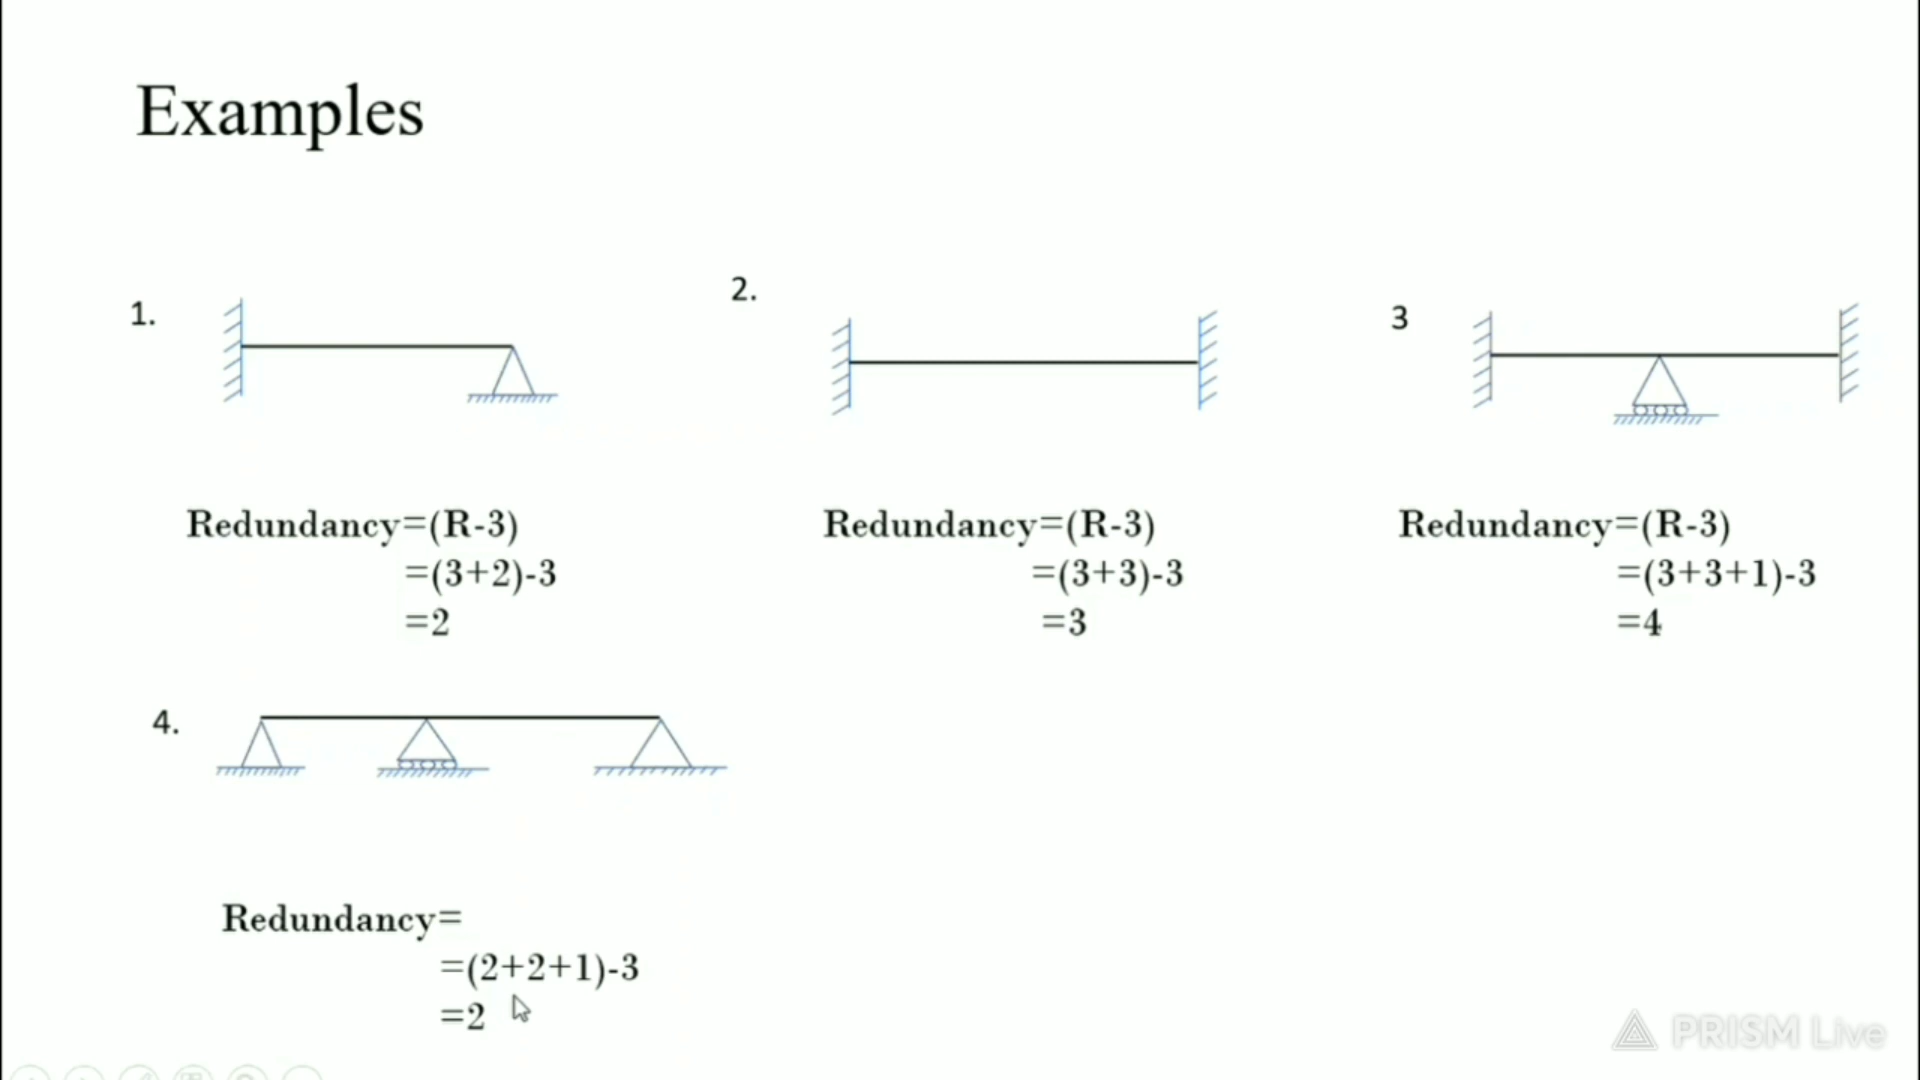 Examples
1.
2.
3
Redundancy=(R-3)
=(3+2)-3
=2
Redundancy=(R-3)
=(3+3)-3
=3
Redundancy=(R-3)
=(3+3+1)-3
=4
4.
Redundancy=
=(2+2+1)-3
=2
PRISM Live